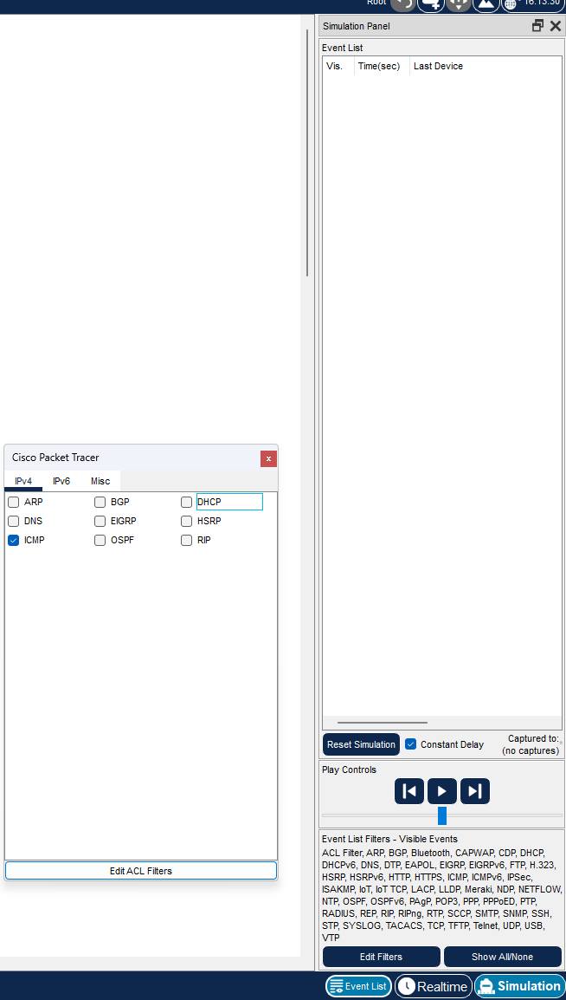 Root
16:13:30
Simulation Panel
Event List
Vis. Time(sec) Last Device
Cisco Packet Tracer
x
IPv4 IPv6 Misc
ARP BGP DHCP
DNS EIGRP HSRP
ICMP OSPF RIP
Edit ACL Filters
Reset Simulation Constant Delay Captured to:
(no captures)
Play Controls
Event List Filters - Visible Events
ACL Filter, ARP, BGP, Bluetooth, CAPWAP, CDP, DHCP,
DHCPv6, DNS, DTP, EAPOL, EIGRP, EIGRPv6, FTP, H.323,
HSRP, HSRPv6, HTTP, HTTPS, ICMP, ICMPv6, IPSec,
ISAKMP, IoT, IoT TCP, LACP, LLDP, Meraki, NDP, NETFLOW,
NTP, OSPF, OSPFv6, PAgP, POP3, PPP, PPPoED, PTP,
RADIUS, REP, RIP, RIPng, RTP, SCCP, SMTP, SNMP, SSH,
STP, SYSLOG, TACACS, TCP, TFTP, Telnet, UDP, USB,
VTP
Edit Filters Show All/None
Event List Realtime Simulation